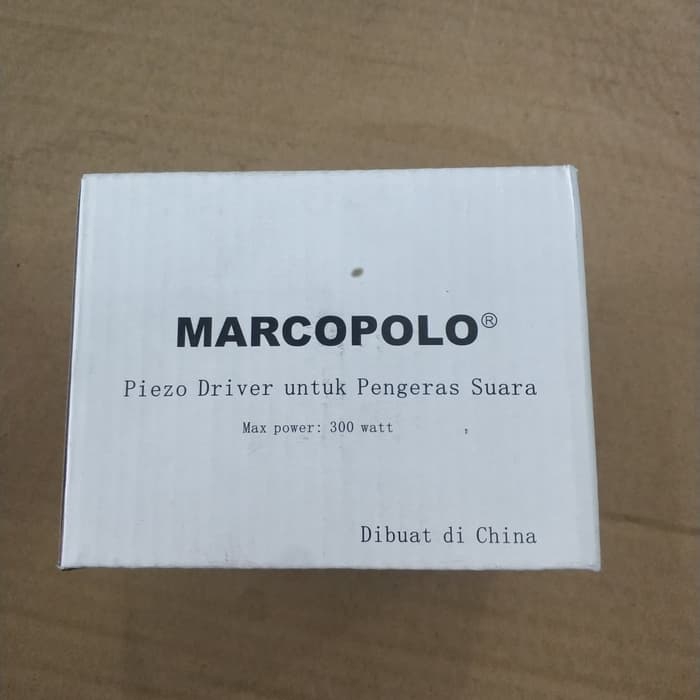 MARCOPOLO®
Piezo Driver untuk Pengeras Suara
Max power: 300 watt ,
Dibuat di China